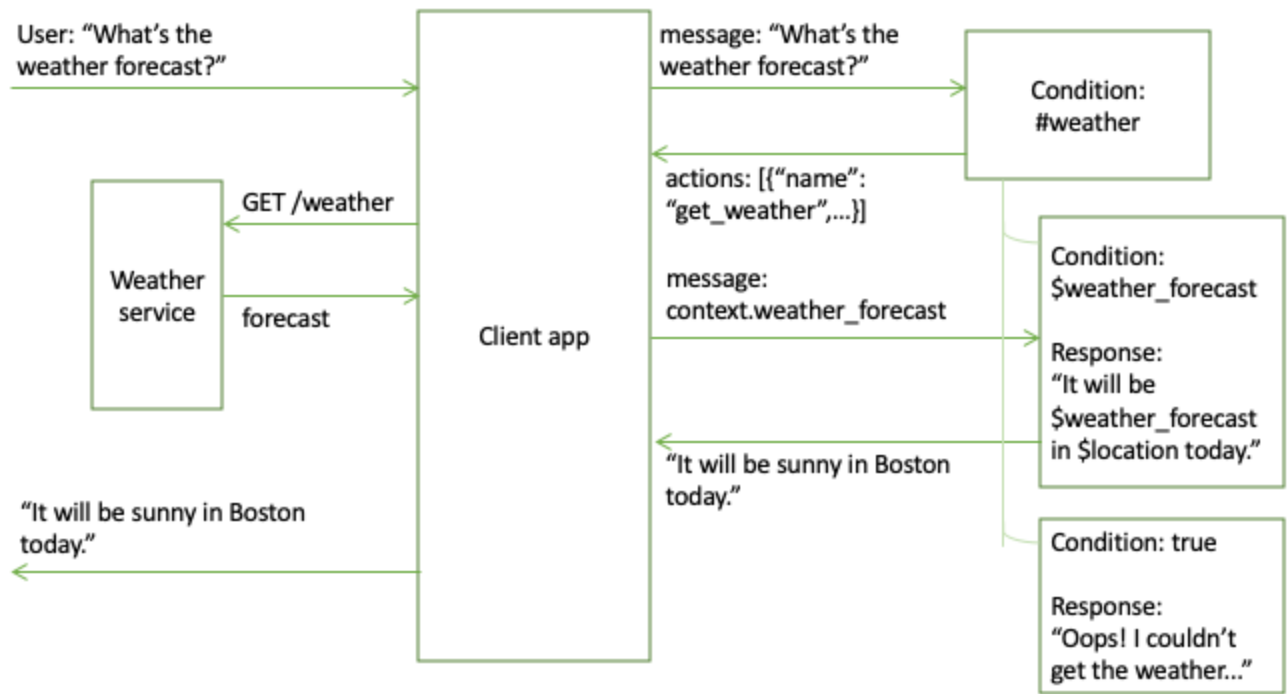 User: “What’s the
weather forecast?”
message: “What’s the
weather forecast?”
Condition:
#weather
actions: [{“name”:
“get_weather”,...}]
GET /weather
Weather
service
forecast
Client app
message:
context.weather_forecast
Condition:
$weather_forecast
Response:
“It will be
$weather_forecast
in $location today.”
“It will be sunny in Boston
today.”
“It will be sunny in Boston
today.”
Condition: true
Response:
“Oops! I couldn’t
get the weather...”